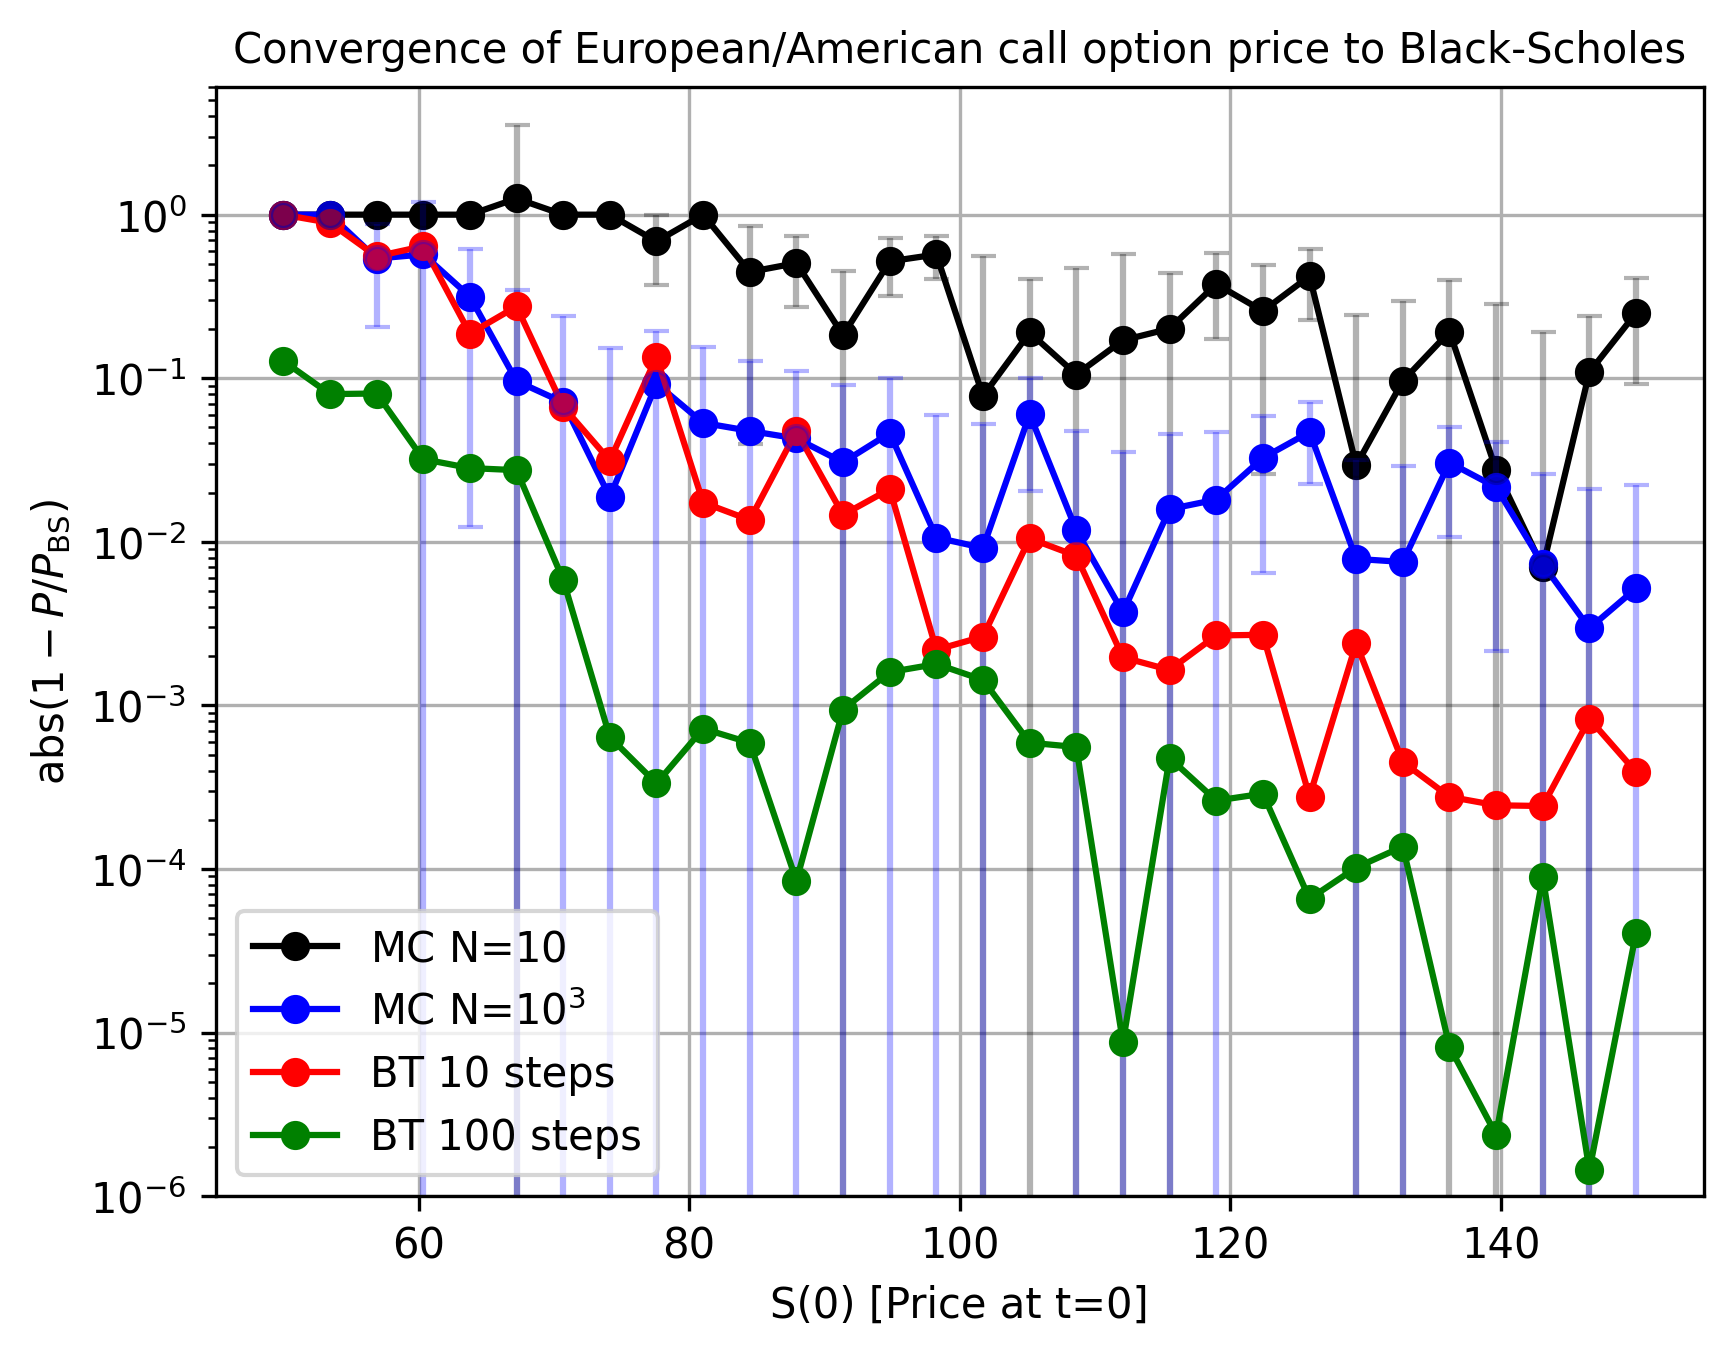 Convergence of European/American call option price to Black-Scholes
abs(1 − P/P_BS)
10⁰
10⁻¹
10⁻²
10⁻³
10⁻⁴
10⁻⁵
10⁻⁶
MC N=10
MC N=10³
BT 10 steps
BT 100 steps
60 80 100 120 140
S(0) [Price at t=0]